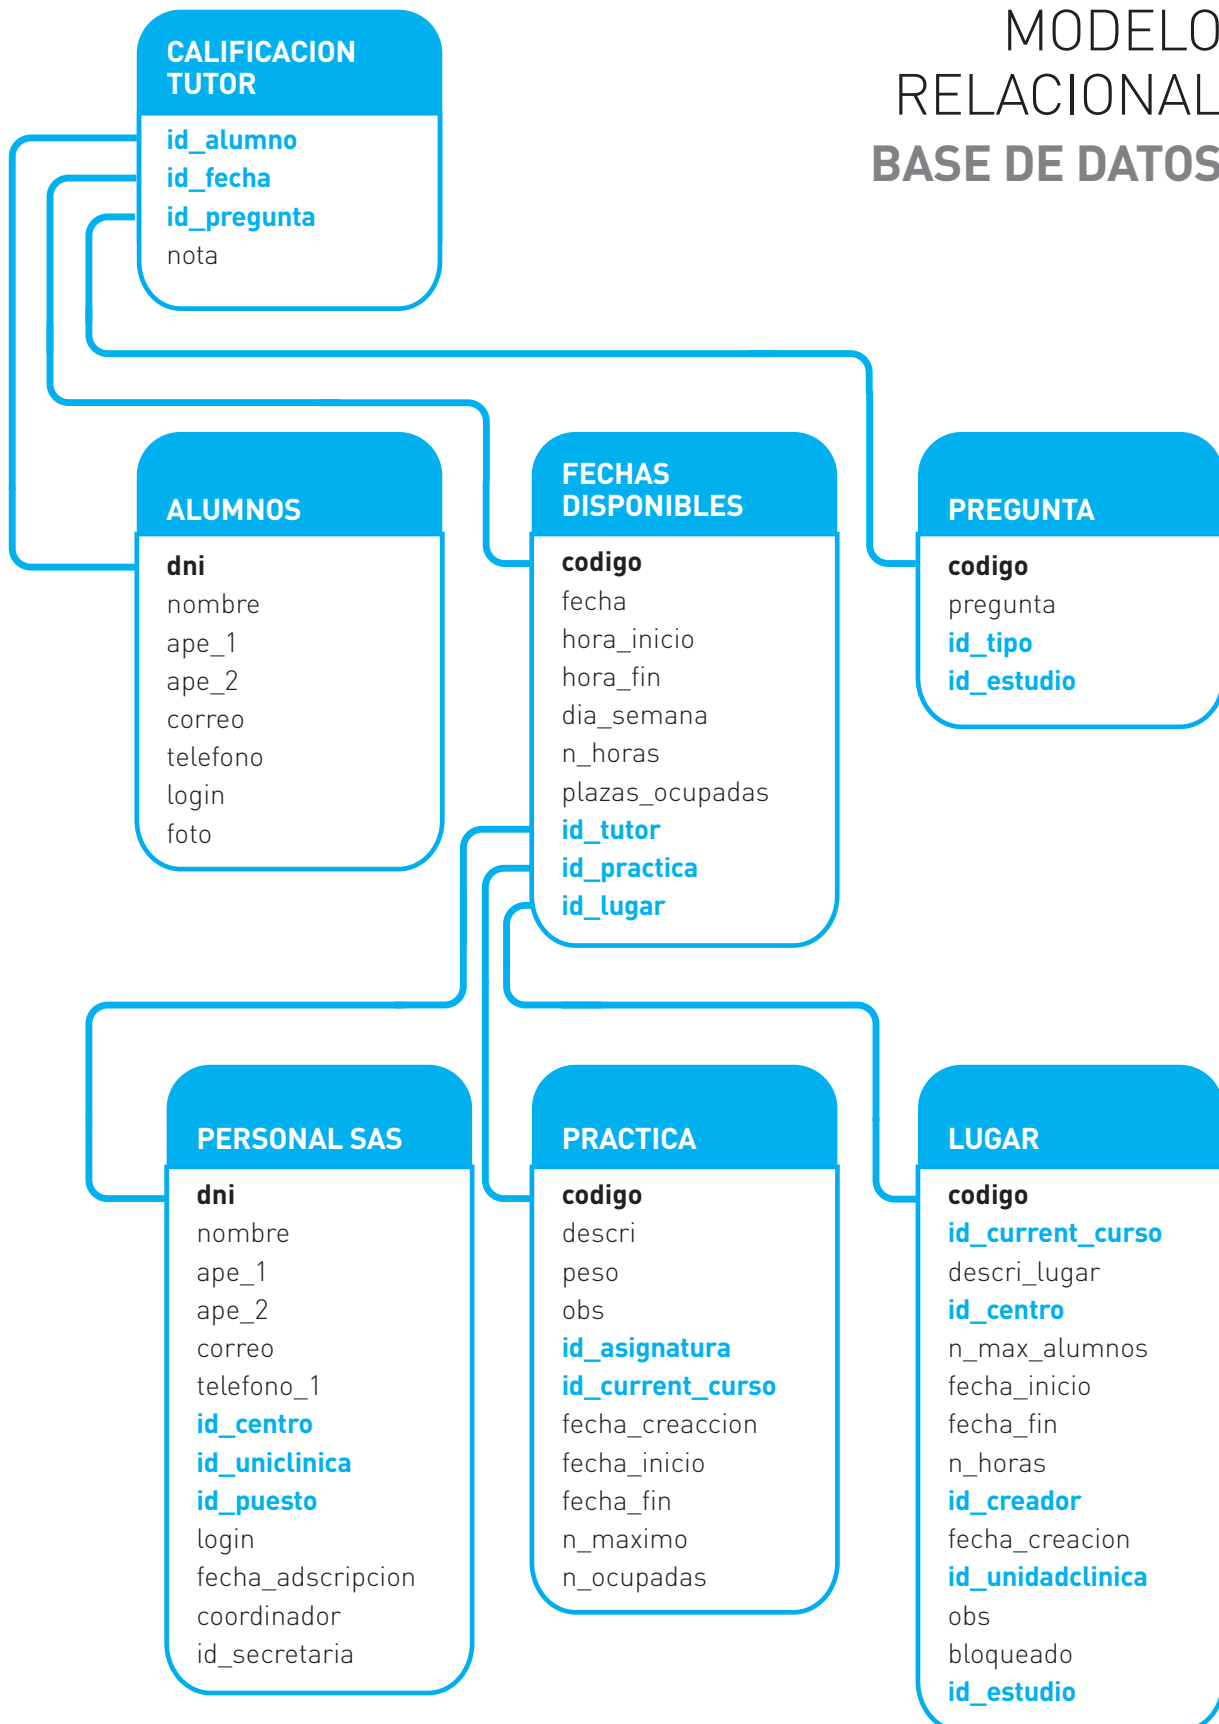 MODELO
RELACIONAL
BASE DE DATOS
CALIFICACION
TUTOR
id_alumno
id_fecha
id_pregunta
nota
ALUMNOS
dni
nombre
ape_1
ape_2
correo
telefono
login
foto
FECHAS
DISPONIBLES
codigo
fecha
hora_inicio
hora_fin
dia_semana
n_horas
plazas_ocupadas
id_tutor
id_practica
id_lugar
PREGUNTA
codigo
pregunta
id_tipo
id_estudio
PERSONAL SAS
dni
nombre
ape_1
ape_2
correo
telefono_1
id_centro
id_uniclinica
id_puesto
login
fecha_adscripcion
coordinador
id_secretaria
PRACTICA
codigo
descri
peso
obs
id_asignatura
id_current_curso
fecha_creaccion
fecha_inicio
fecha_fin
n_maximo
n_ocupadas
LUGAR
codigo
id_current_curso
descri_lugar
id_centro
n_max_alumnos
fecha_inicio
fecha_fin
n_horas
id_creador
fecha_creacion
id_unidadclinica
obs
bloqueado
id_estudio